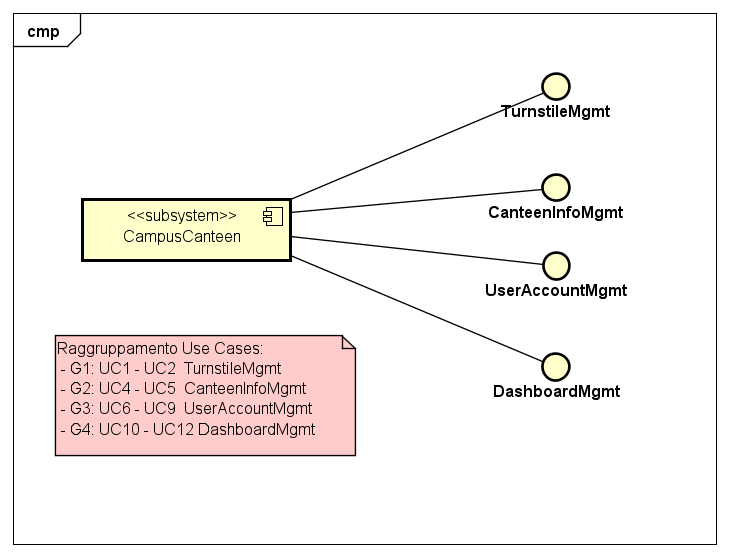 cmp
TurnstileMgmt
CanteenInfoMgmt
<<subsystem>>
CampusCanteen
UserAccountMgmt
DashboardMgmt
Raggruppamento Use Cases:
- G1: UC1 - UC2  TurnstileMgmt
- G2: UC4 - UC5  CanteenInfoMgmt
- G3: UC6 - UC9  UserAccountMgmt
- G4: UC10 - UC12 DashboardMgmt